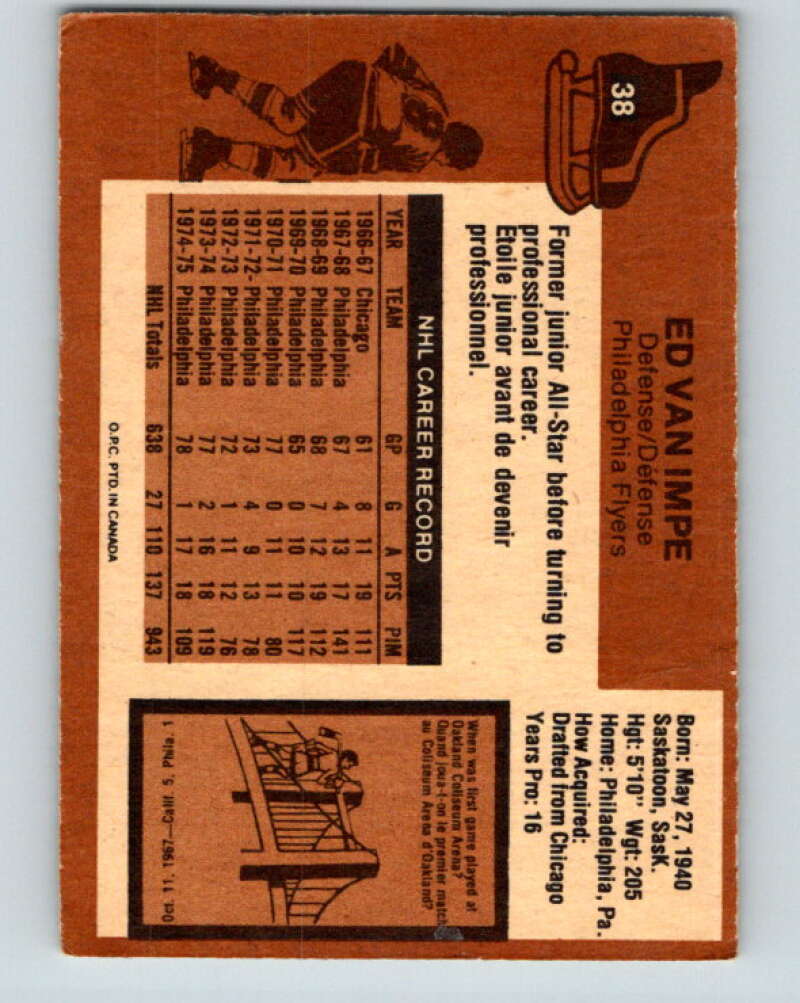 38
ED VAN IMPE
Defense/Défense
Philadelphia Flyers
Former junior All-Star before turning to
professional career.
Etoile junior avant de devenir
professionnel.
NHL CAREER RECORD
YEAR TEAM GP G A PTS PIM
1966-67 Chicago 61 8 11 19 111
1967-68 Philadelphia 67 4 13 17 141
1968-69 Philadelphia 68 7 12 19 112
1969-70 Philadelphia 65 0 10 10 117
1970-71 Philadelphia 77 0 11 11 80
1971-72- Philadelphia 73 4 9 13 78
1972-73 Philadelphia 72 1 11 12 76
1973-74 Philadelphia 77 2 16 18 119
1974-75 Philadelphia 78 1 17 18 109
NHL Totals 638 27 110 137 943
O.P.C. PTD. IN CANADA
Born: May 27, 1940
Saskatoon, SasK.
Hgt: 5'10" Wgt: 205
Home: Philadelphia, Pa.
How Acquired:
Drafted from Chicago
Years Pro: 16
When was first game played at
Oakland Coliseum Arena?
Quand joua-t-on le premier match
au Coliseum Arena d'Oakland?
Oct. 11, 1967—Calif. 5, Phila. 1